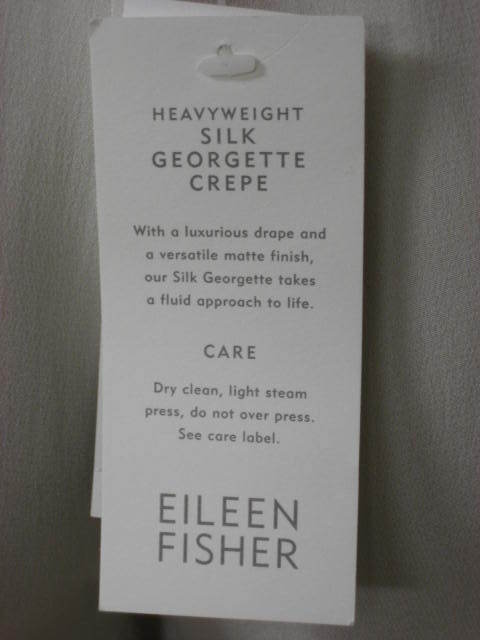 HEAVYWEIGHT
SILK
GEORGETTE
CREPE
With a luxurious drape and
a versatile matte finish,
our Silk Georgette takes
a fluid approach to life.
CARE
Dry clean, light steam
press, do not over press.
See care label.
EILEEN
FISHER